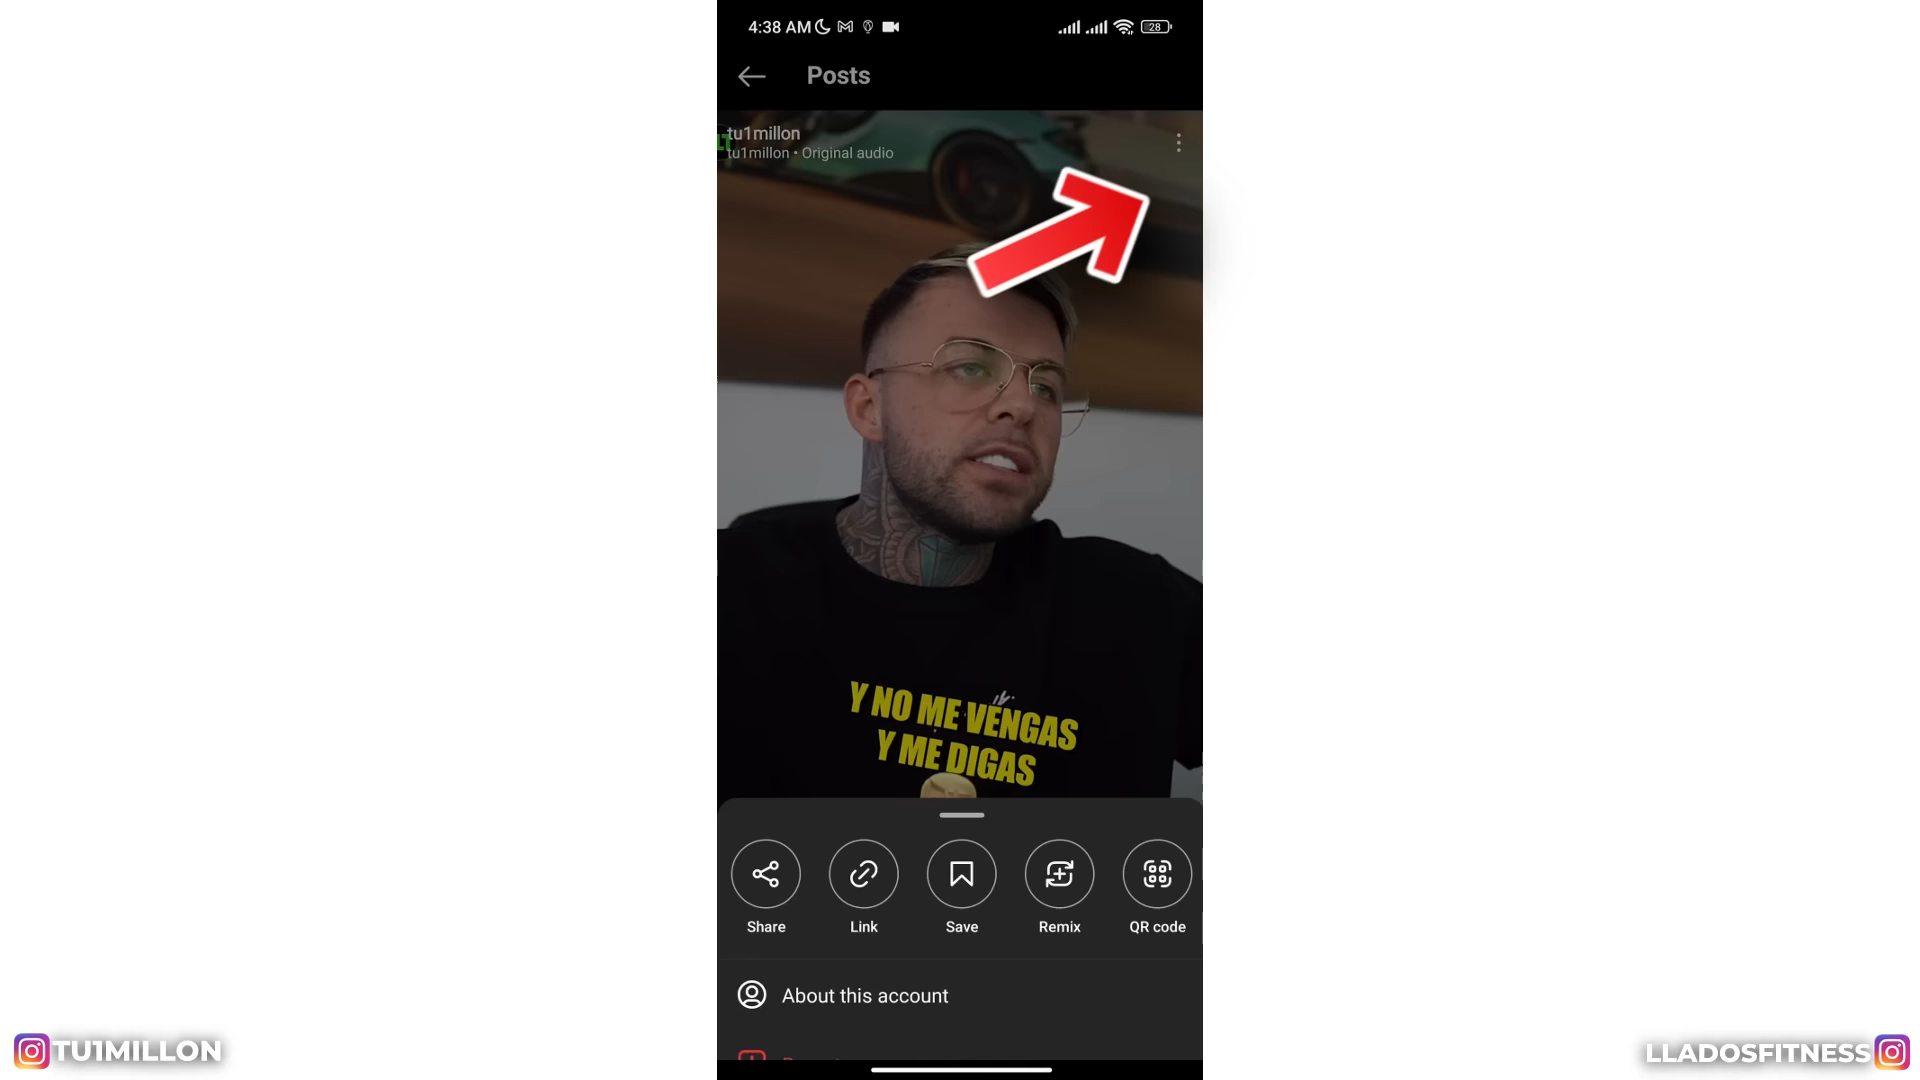 4:38 AM
28
Posts
tu1millon
tu1millon • Original audio
Y NO ME VENGAS
Y ME DIGAS
Share
Link
Save
Remix
QR code
About this account
TU1MILLON
LLADOSFITNESS